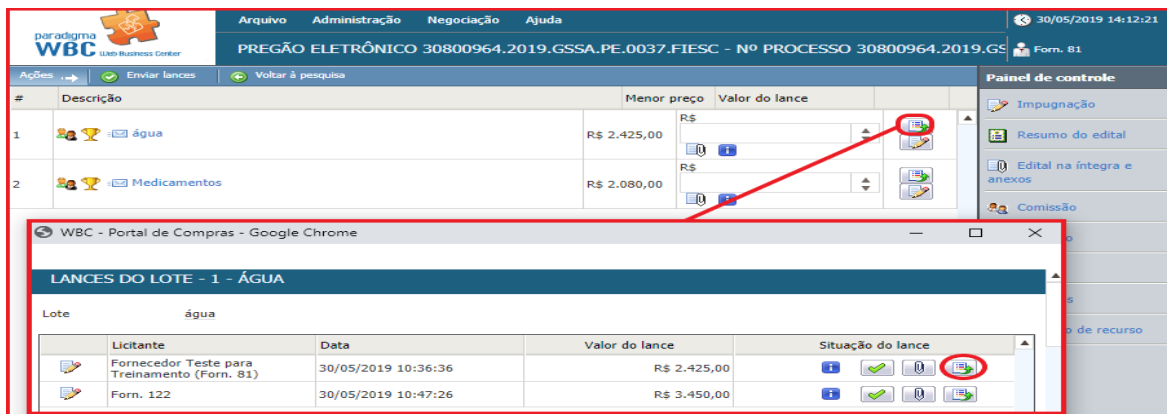 Arquivo Administração Negociação Ajuda
30/05/2019 14:12:21
paradigma
WBC Web Business Center
PREGÃO ELETRÔNICO 30800964.2019.GSSA.PE.0037.FIESC - Nº PROCESSO 30800964.2019.GS
Forn. 81
Ações Enviar lances Voltar à pesquisa
Painel de controle
# Descrição Menor preço Valor do lance
Impugnação
1 água R$ 2.425,00 R$
Resumo do edital
2 Medicamentos R$ 2.080,00 R$
Edital na íntegra e
anexos
Comissão
WBC - Portal de Compras - Google Chrome
o
LANCES DO LOTE - 1 - ÁGUA
s
Lote água
o de recurso
Licitante Data Valor do lance Situação do lance
Fornecedor Teste para
Treinamento (Forn. 81) 30/05/2019 10:36:36 R$ 2.425,00
Forn. 122 30/05/2019 10:47:26 R$ 3.450,00